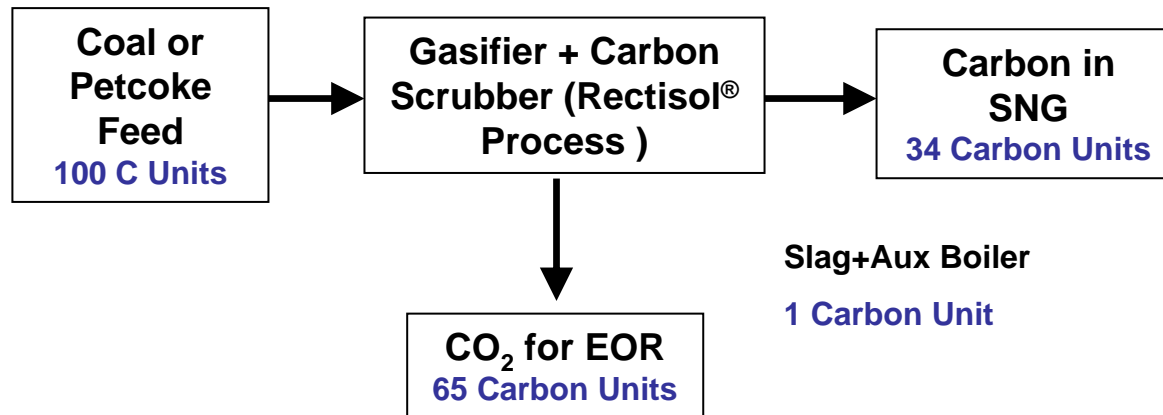 Coal or
Petcoke
Feed
100 C Units
Gasifier + Carbon
Scrubber (Rectisol®
Process )
Carbon in
SNG
34 Carbon Units
Slag+Aux Boiler
1 Carbon Unit
CO₂ for EOR
65 Carbon Units